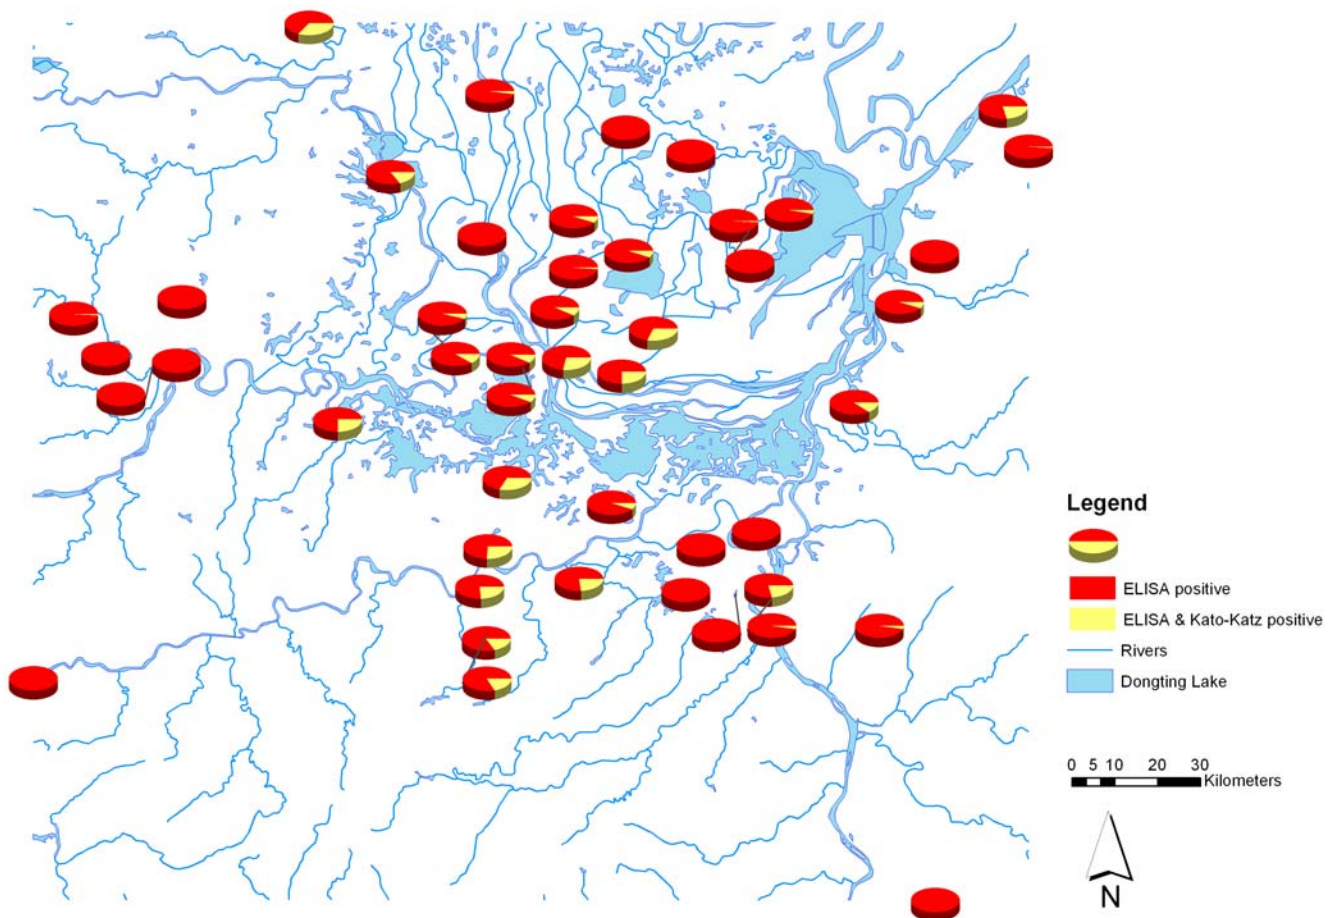 Legend
ELISA positive
ELISA & Kato-Katz positive
Rivers
Dongting Lake
0 5 10 20 30
Kilometers
N